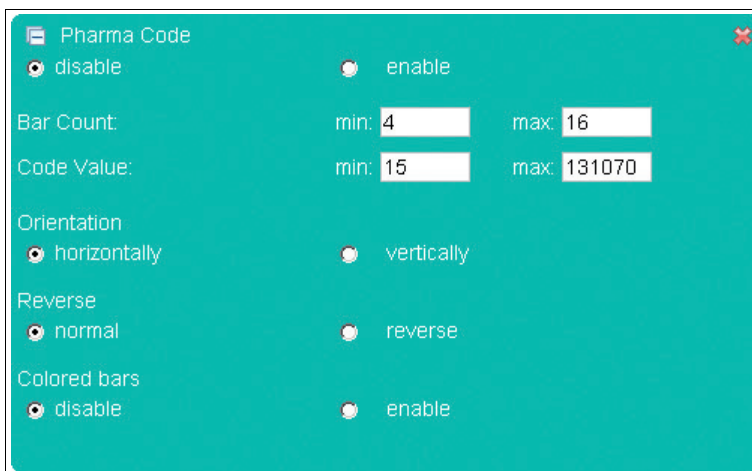 Pharma Code
disable enable
Bar Count: min: 4 max: 16
Code Value: min: 15 max: 131070
Orientation
horizontally vertically
Reverse
normal reverse
Colored bars
disable enable